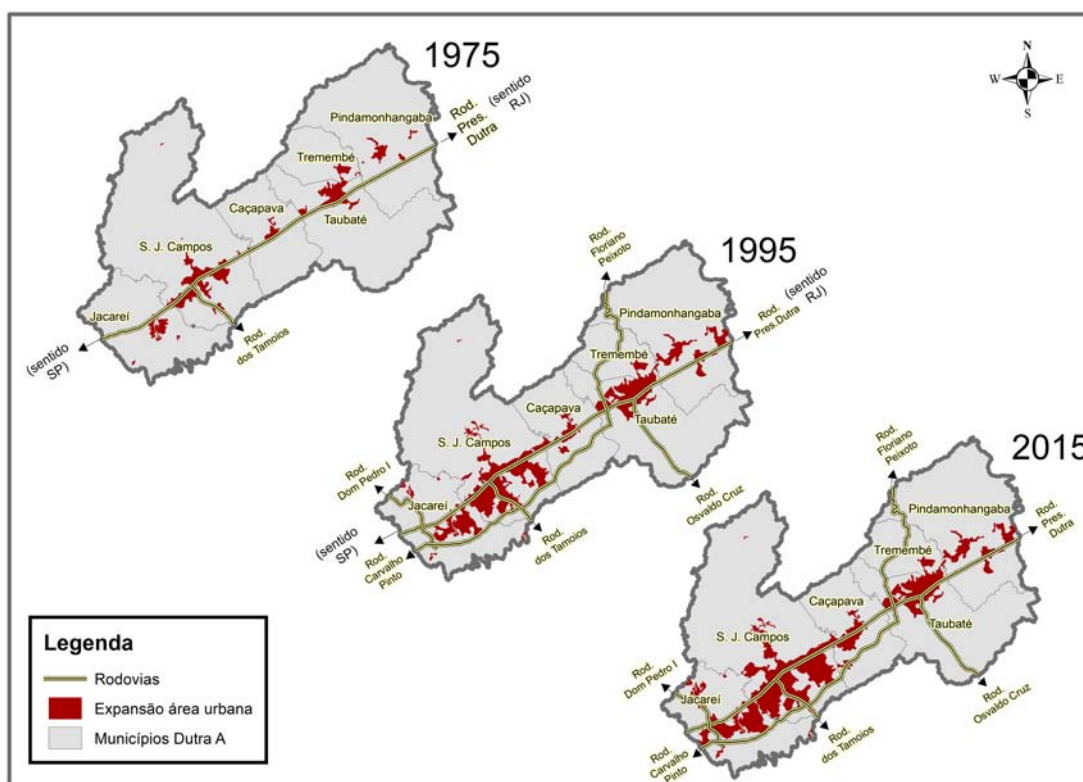 1975
N
W E
S
Pindamonhangaba
Rod.
Pres.
Dutra
(sentido
RJ)
Tremembé
Caçapava
Taubaté
S. J. Campos
Jacareí
Rod.
dos Tamoios
(sentido
SP)
1995
Rod.
Floriano
Peixoto
Pindamonhangaba
(sentido
RJ)
Rod.
Pres.Dutra
Tremembé
Caçapava
Taubaté
S. J. Campos
Rod.
Dom Pedro I
Jacareí
Rod.
Osvaldo Cruz
(sentido
SP)
Rod.
dos Tamoios
Rod.
Carvalho
Pinto
2015
Rod.
Floriano
Peixoto
Pindamonhangaba
Rod.
Pres.
Dutra
Tremembé
Caçapava
Taubaté
S. J. Campos
Rod.
Dom Pedro I
Jacareí
Rod.
Osvaldo Cruz
Rod.
dos Tamoios
Rod.
Carvalho
Pinto
Legenda
Rodovias
Expansão área urbana
Municípios Dutra A